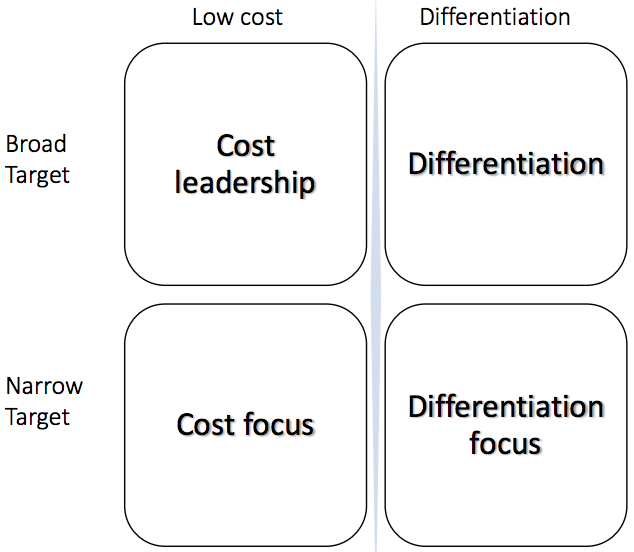 Low cost
Differentiation
Broad
Target
Cost
leadership
Differentiation
Narrow
Target
Cost focus
Differentiation
focus